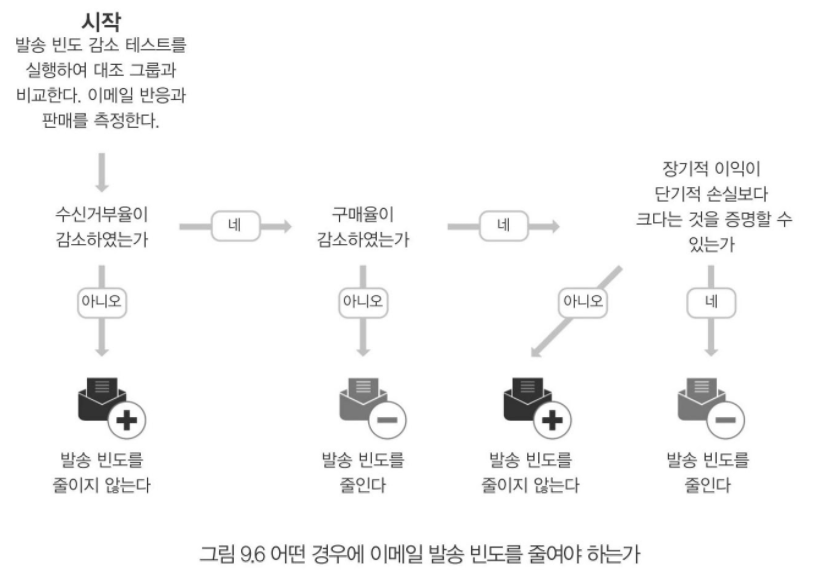 시작
발송 빈도 감소 테스트를
실행하여 대조 그룹과
비교한다. 이메일 반응과
판매를 측정한다.
수신거부율이
감소하였는가
네
구매율이
감소하였는가
네
장기적 이익이
단기적 손실보다
크다는 것을 증명할 수
있는가
아니오
아니오
아니오
네
발송 빈도를
줄이지 않는다
발송 빈도를
줄인다
발송 빈도를
줄이지 않는다
발송 빈도를
줄인다
그림 9.6 어떤 경우에 이메일 발송 빈도를 줄여야 하는가